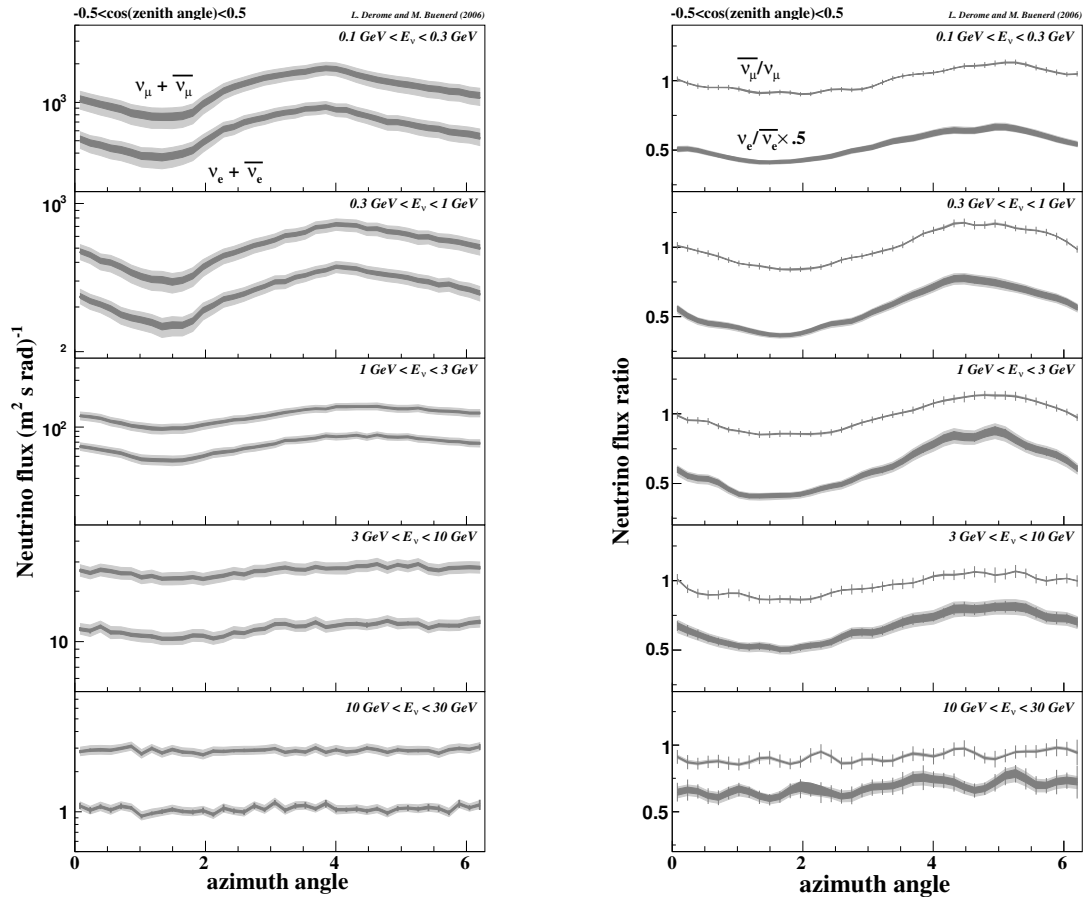 -0.5<cos(zenith angle)<0.5
L. Derome and M. Buenerd (2006)
0.1 GeV < Eν < 0.3 GeV
10³
νμ + ν̅μ
νe + ν̅e
10³
0.3 GeV < Eν < 1 GeV
2
1 GeV < Eν < 3 GeV
10²
3 GeV < Eν < 10 GeV
10
10 GeV < Eν < 30 GeV
1
0 2 4 6
azimuth angle
Neutrino flux (m² s rad)⁻¹
-0.5<cos(zenith angle)<0.5
L. Derome and M. Buenerd (2006)
0.1 GeV < Eν < 0.3 GeV
1
ν̅μ/νμ
νe/ν̅e×.5
0.5
0.3 GeV < Eν < 1 GeV
1
0.5
1 GeV < Eν < 3 GeV
1
0.5
3 GeV < Eν < 10 GeV
1
0.5
10 GeV < Eν < 30 GeV
1
0.5
0 2 4 6
azimuth angle
Neutrino flux ratio